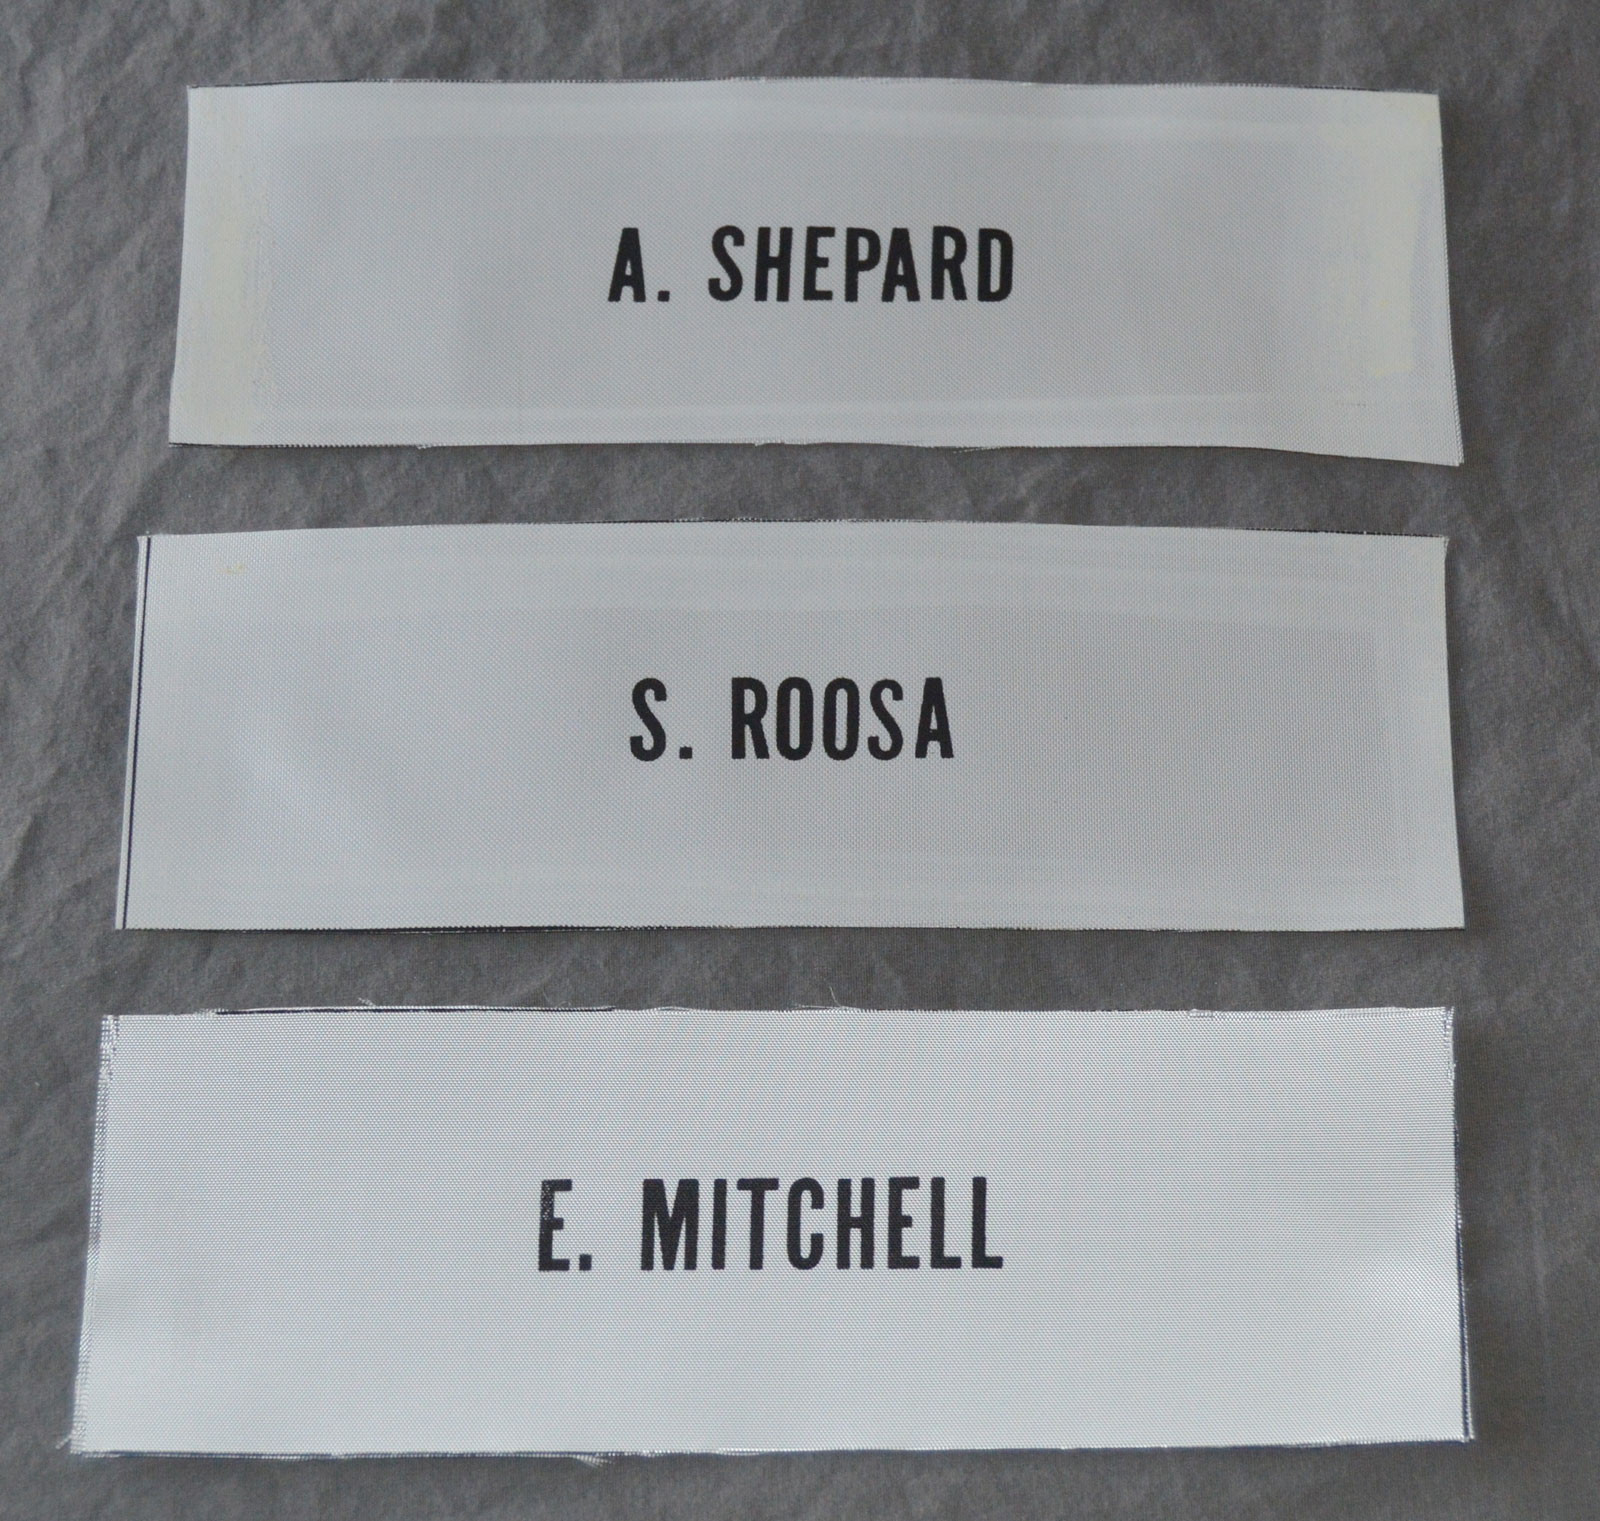 A. SHEPARD
S. ROOSA
E. MITCHELL